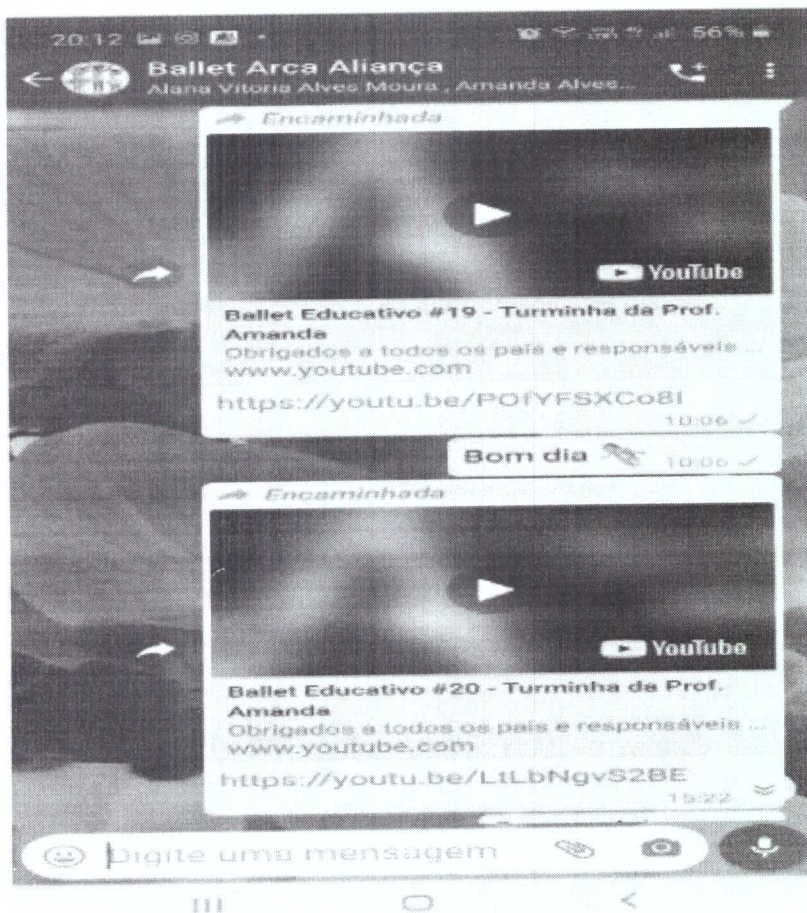 20:12 56%
Ballet Arca Aliança
Alana Vitoria Alves Moura, Amanda Alves...
Encaminhada
YouTube
Ballet Educativo #19 - Turminha da Prof.
Amanda
Obrigados a todos os pais e responsáveis ...
www.youtube.com
https://youtu.be/POfYFSXCo8I
10:06
Bom dia 10:06
Encaminhada
YouTube
Ballet Educativo #20 - Turminha da Prof.
Amanda
Obrigados a todos os pais e responsáveis ...
www.youtube.com
https://youtu.be/LtLbNgvS2BE
15:22
Digite uma mensagem